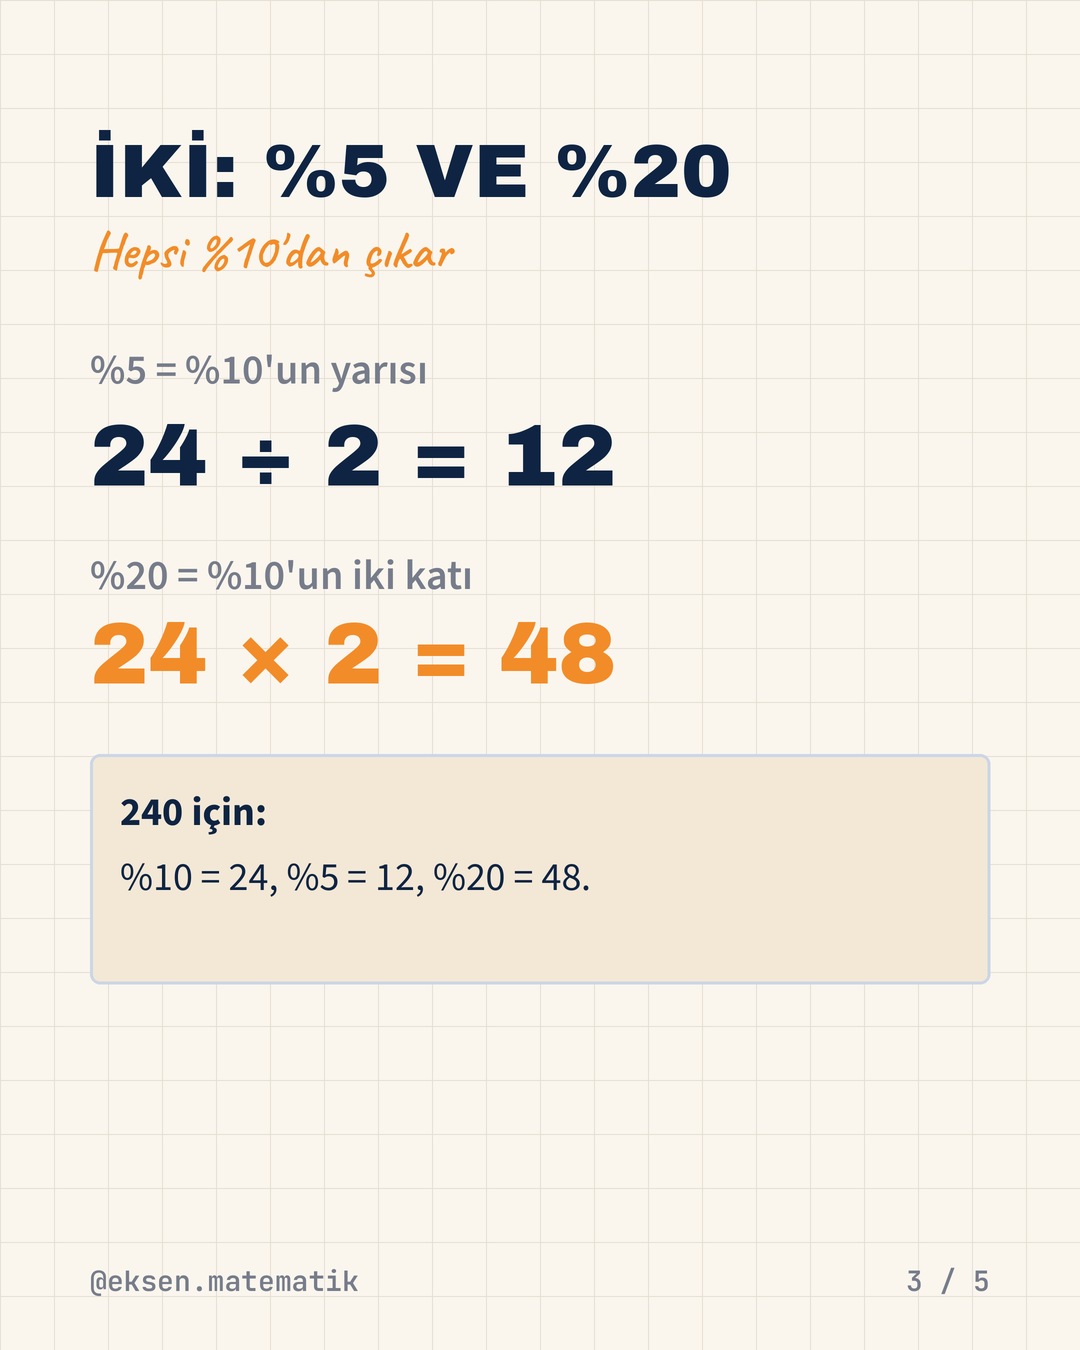 İKİ: %5 VE %20
Hepsi %10'dan çıkar
%5 = %10'un yarısı
24 ÷ 2 = 12
%20 = %10'un iki katı
24 × 2 = 48
240 için:
%10 = 24, %5 = 12, %20 = 48.
@eksen.matematik
3 / 5